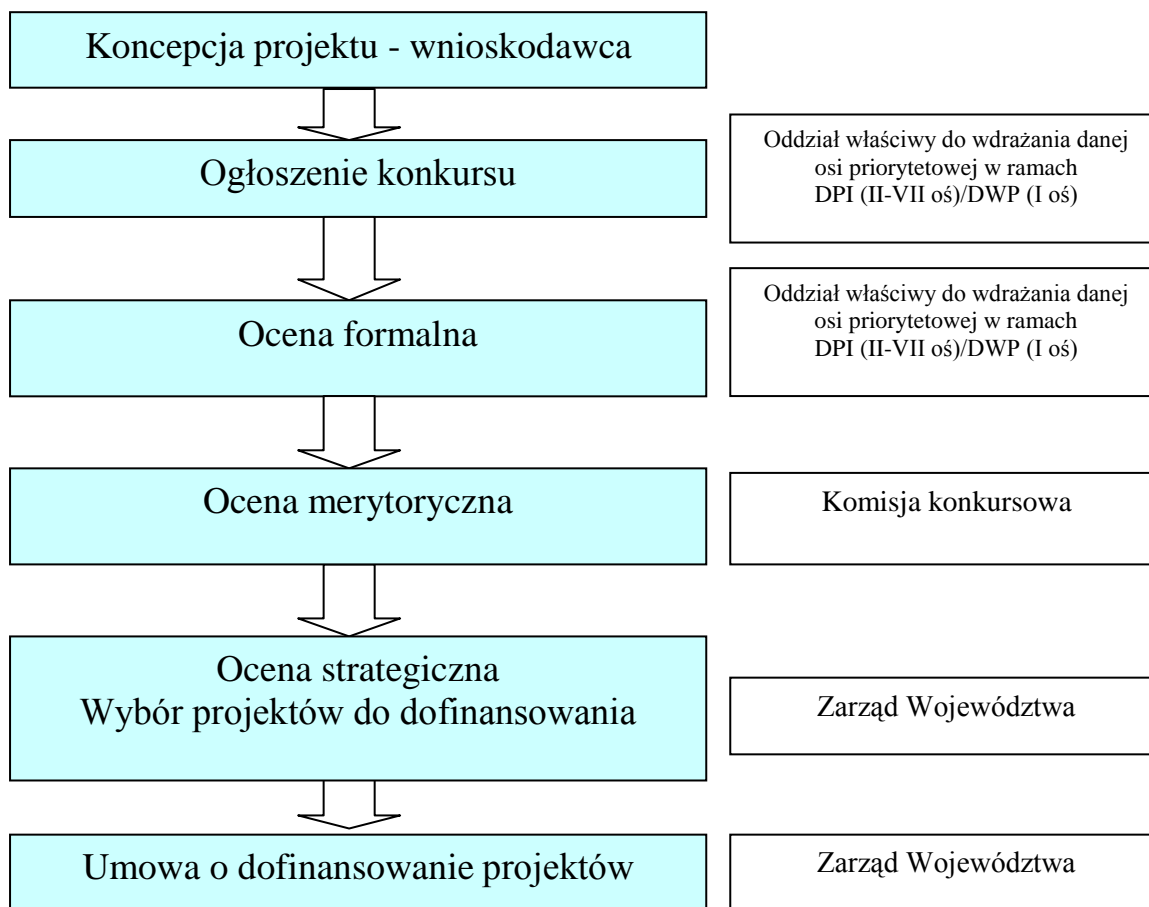 Koncepcja projektu - wnioskodawca
Ogłoszenie konkursu
Oddział właściwy do wdrażania danej
osi priorytetowej w ramach
DPI (II-VII oś)/DWP (I oś)
Ocena formalna
Oddział właściwy do wdrażania danej
osi priorytetowej w ramach
DPI (II-VII oś)/DWP (I oś)
Ocena merytoryczna
Komisja konkursowa
Ocena strategiczna
Wybór projektów do dofinansowania
Zarząd Województwa
Umowa o dofinansowanie projektów
Zarząd Województwa